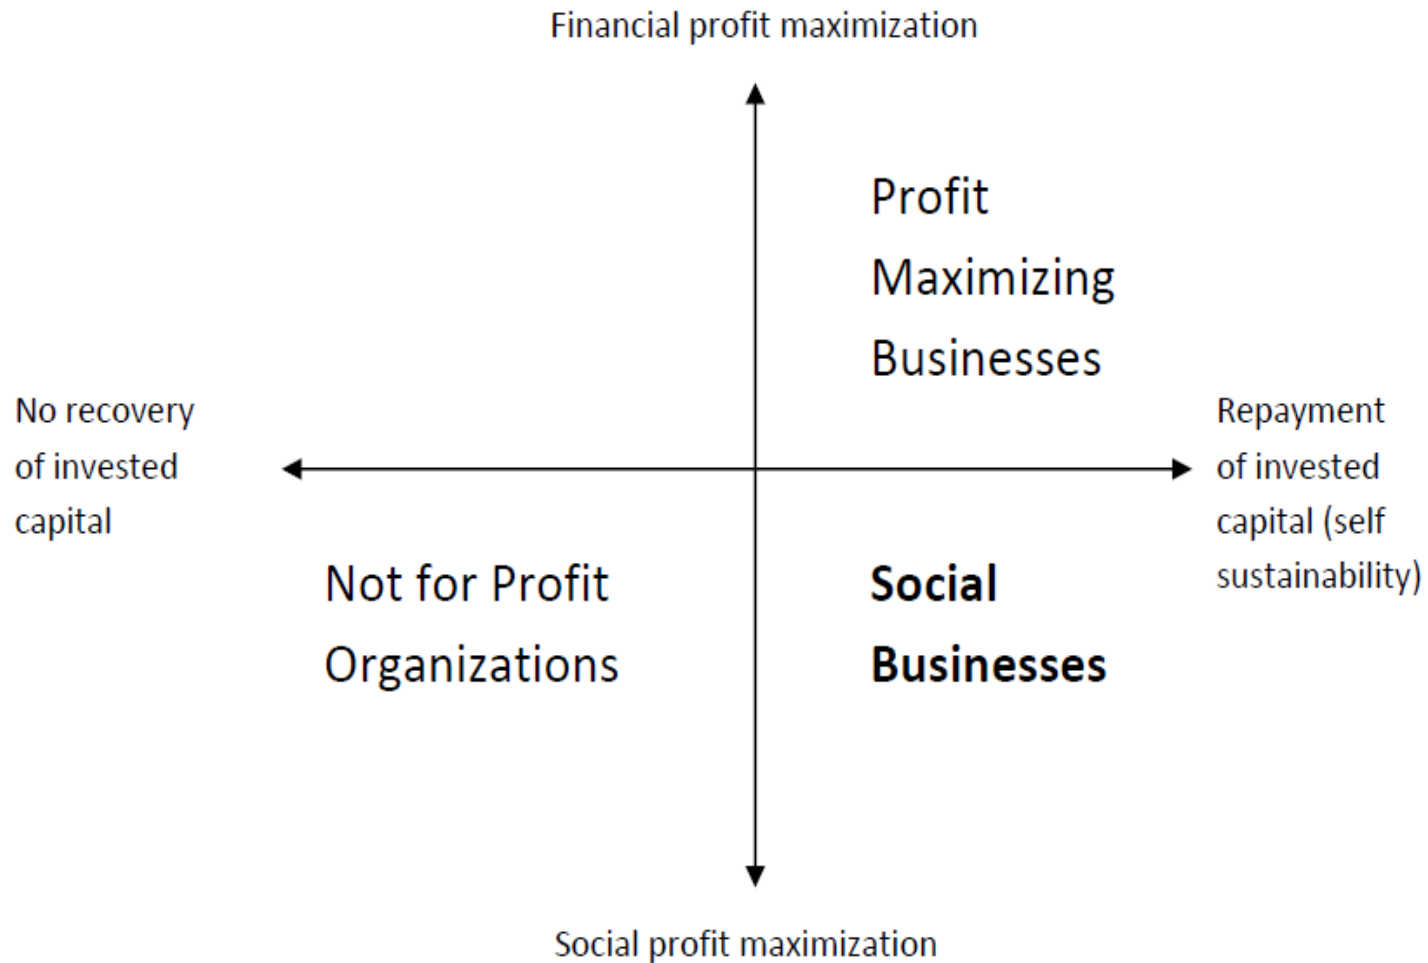 Financial profit maximization
Profit
Maximizing
Businesses
No recovery
of invested
capital
Repayment
of invested
capital (self
sustainability)
Not for Profit
Organizations
Social
Businesses
Social profit maximization